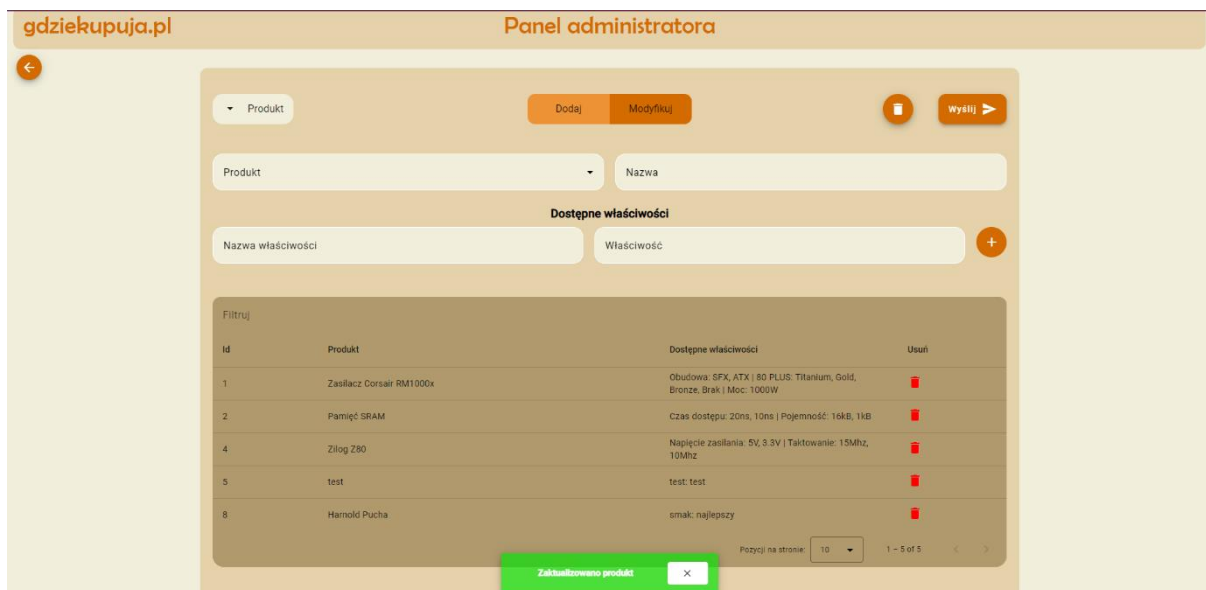 gdziekupuja.pl
Panel administratora
Produkt
Dodaj
Modyfikuj
Wyślij
Produkt
Nazwa
Dostępne właściwości
Nazwa właściwości
Właściwość
Filtruj
Id Produkt Dostępne właściwości Usuń
1 Zasilacz Corsair RM1000x Obudowa: SFX, ATX | 80 PLUS: Titanium, Gold,
Bronze, Brak | Moc: 1000W
2 Pamięć SRAM Czas dostępu: 20ns, 10ns | Pojemność: 16kB, 1kB
4 Zilog Z80 Napięcie zasilania: 5V, 3.3V | Taktowanie: 15Mhz,
10Mhz
5 test test: test
8 Harnold Pucha smak: najlepszy
Pozycji na stronie: 10 1 – 5 of 5
Zaktualizowano produkt